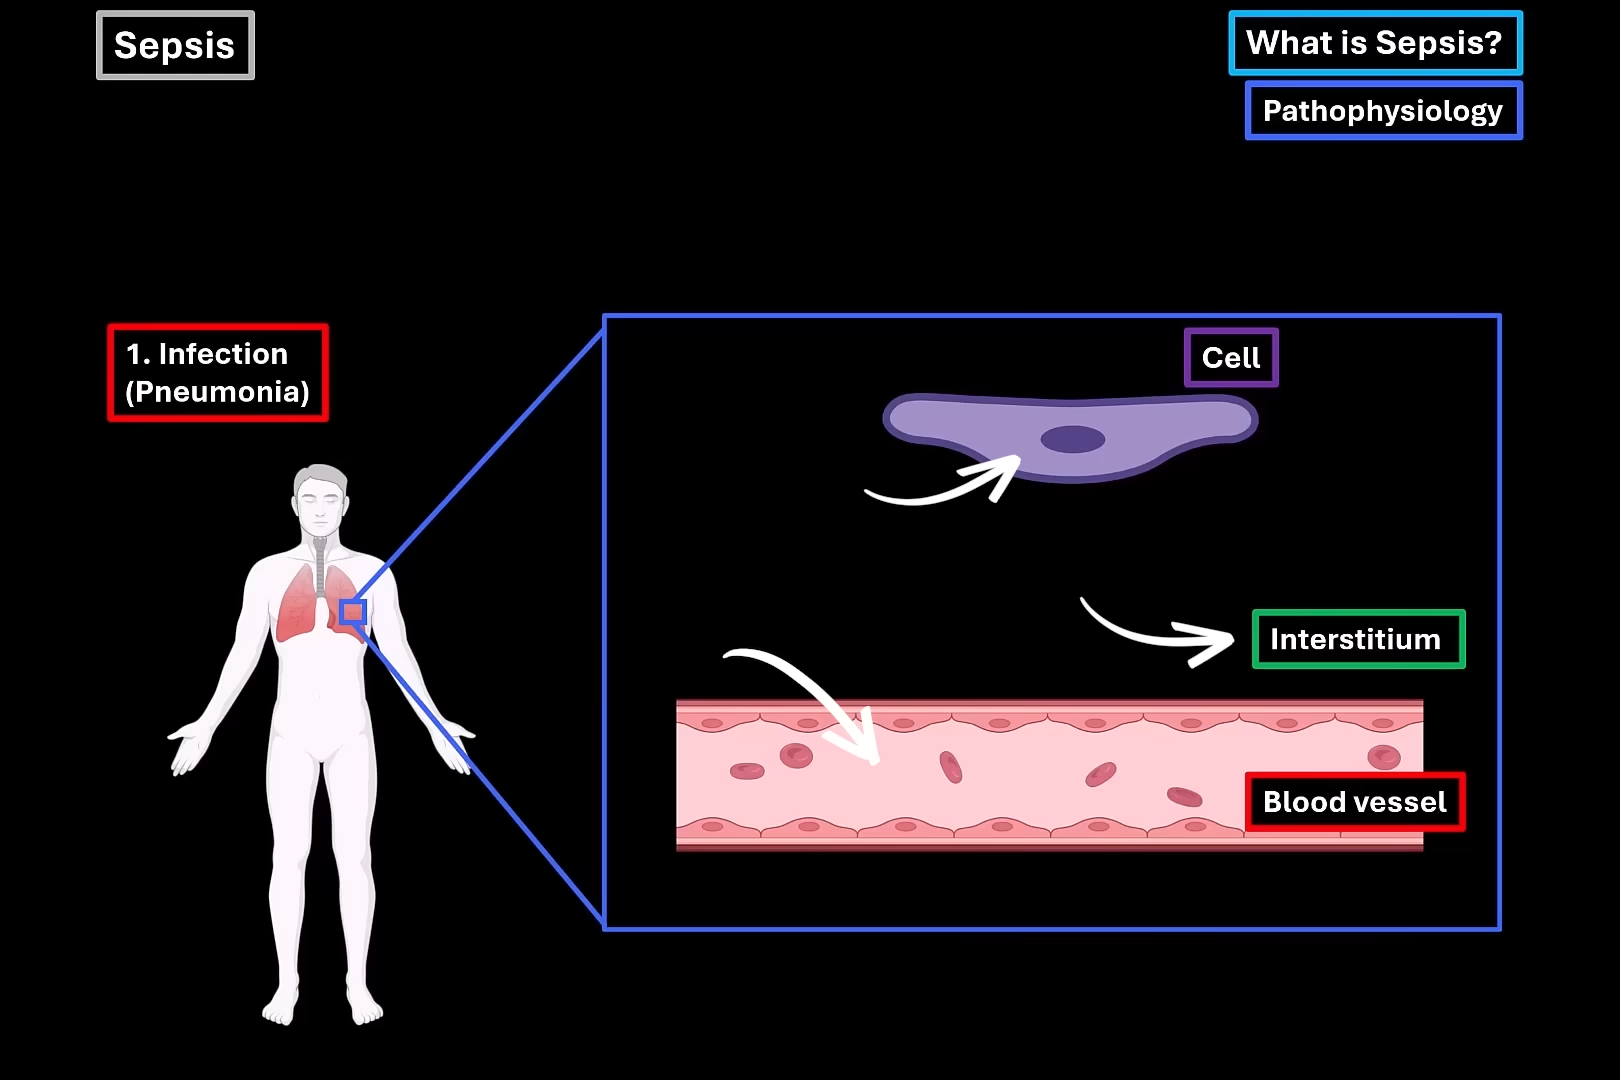 Sepsis
What is Sepsis?
Pathophysiology
1. Infection
(Pneumonia)
Cell
Interstitium
Blood vessel